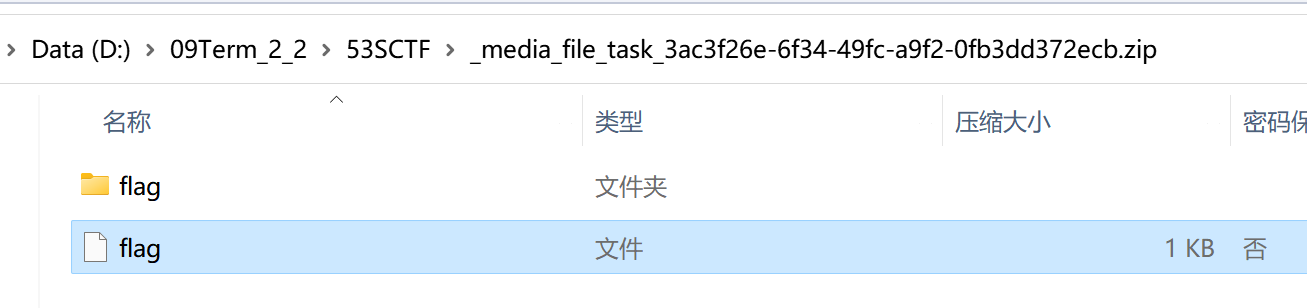 Data (D:) > 09Term_2_2 > 53SCTF > _media_file_task_3ac3f26e-6f34-49fc-a9f2-0fb3dd372ecb.zip
名称 类型 压缩大小 密码保
flag 文件夹
flag 文件 1 KB 否